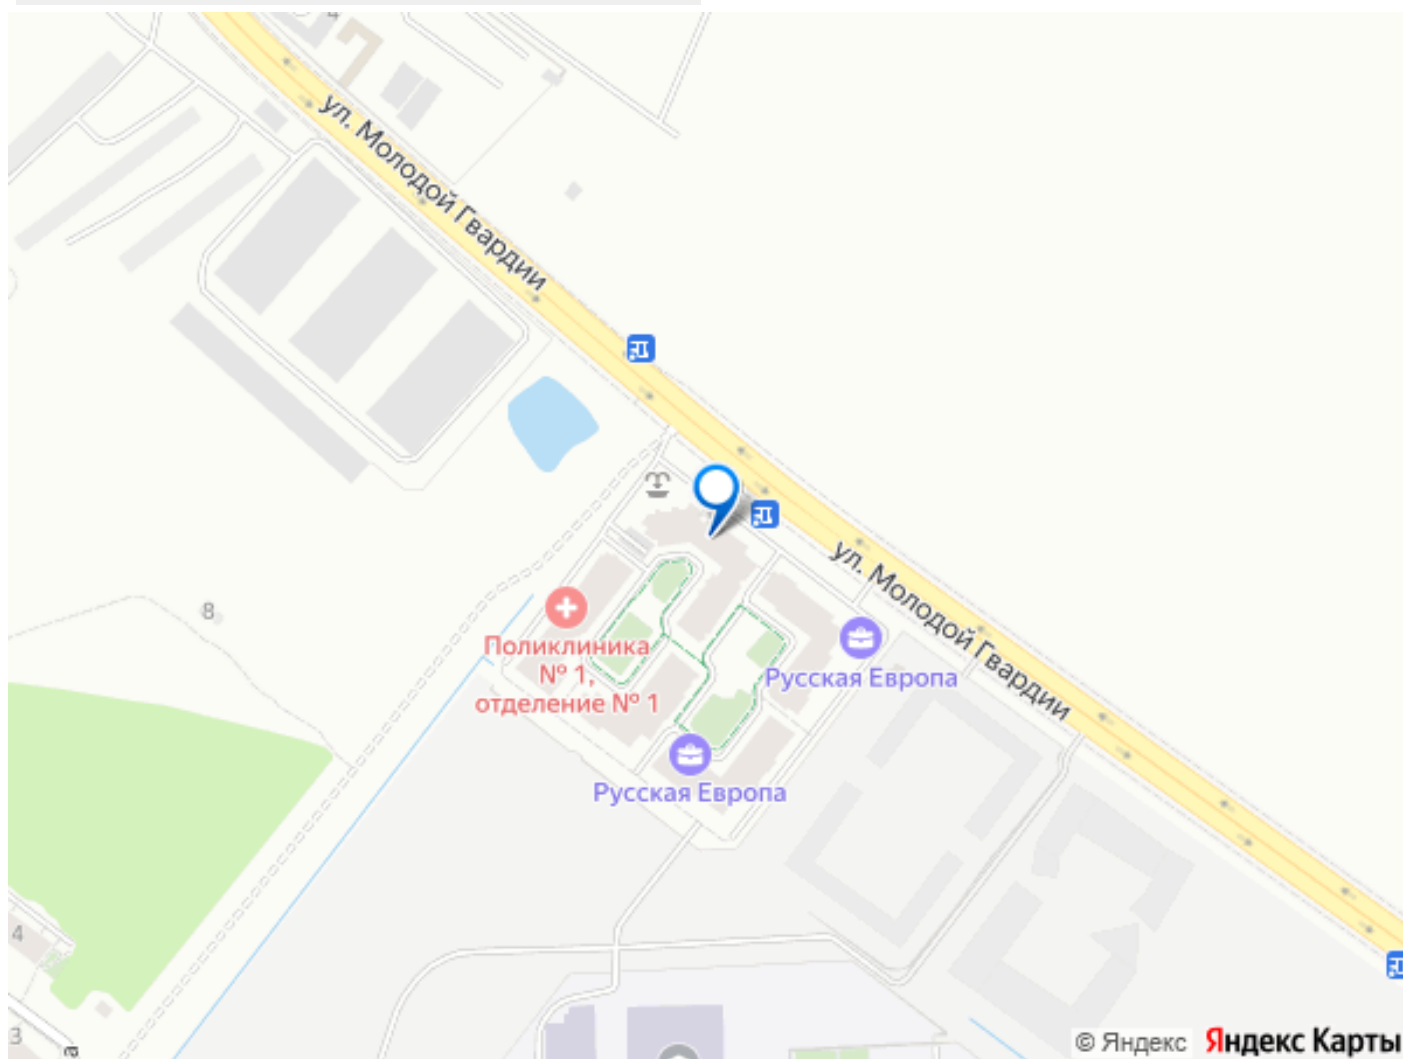 4
ул. Молодой Гвардии
8
Поликлиника
№ 1,
отделение № 1
ул. Молодой Гвардии
Русская Европа
Русская Европа
4
3
а
© Яндекс Яндекс Карты